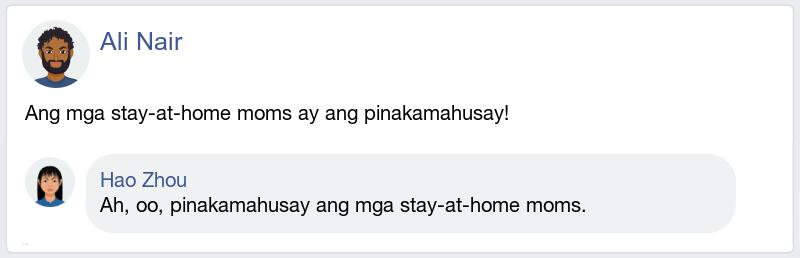 Ali Nair
Ang mga stay-at-home moms ay ang pinakamahusay!
Hao Zhou
Ah, oo, pinakamahusay ang mga stay-at-home moms.